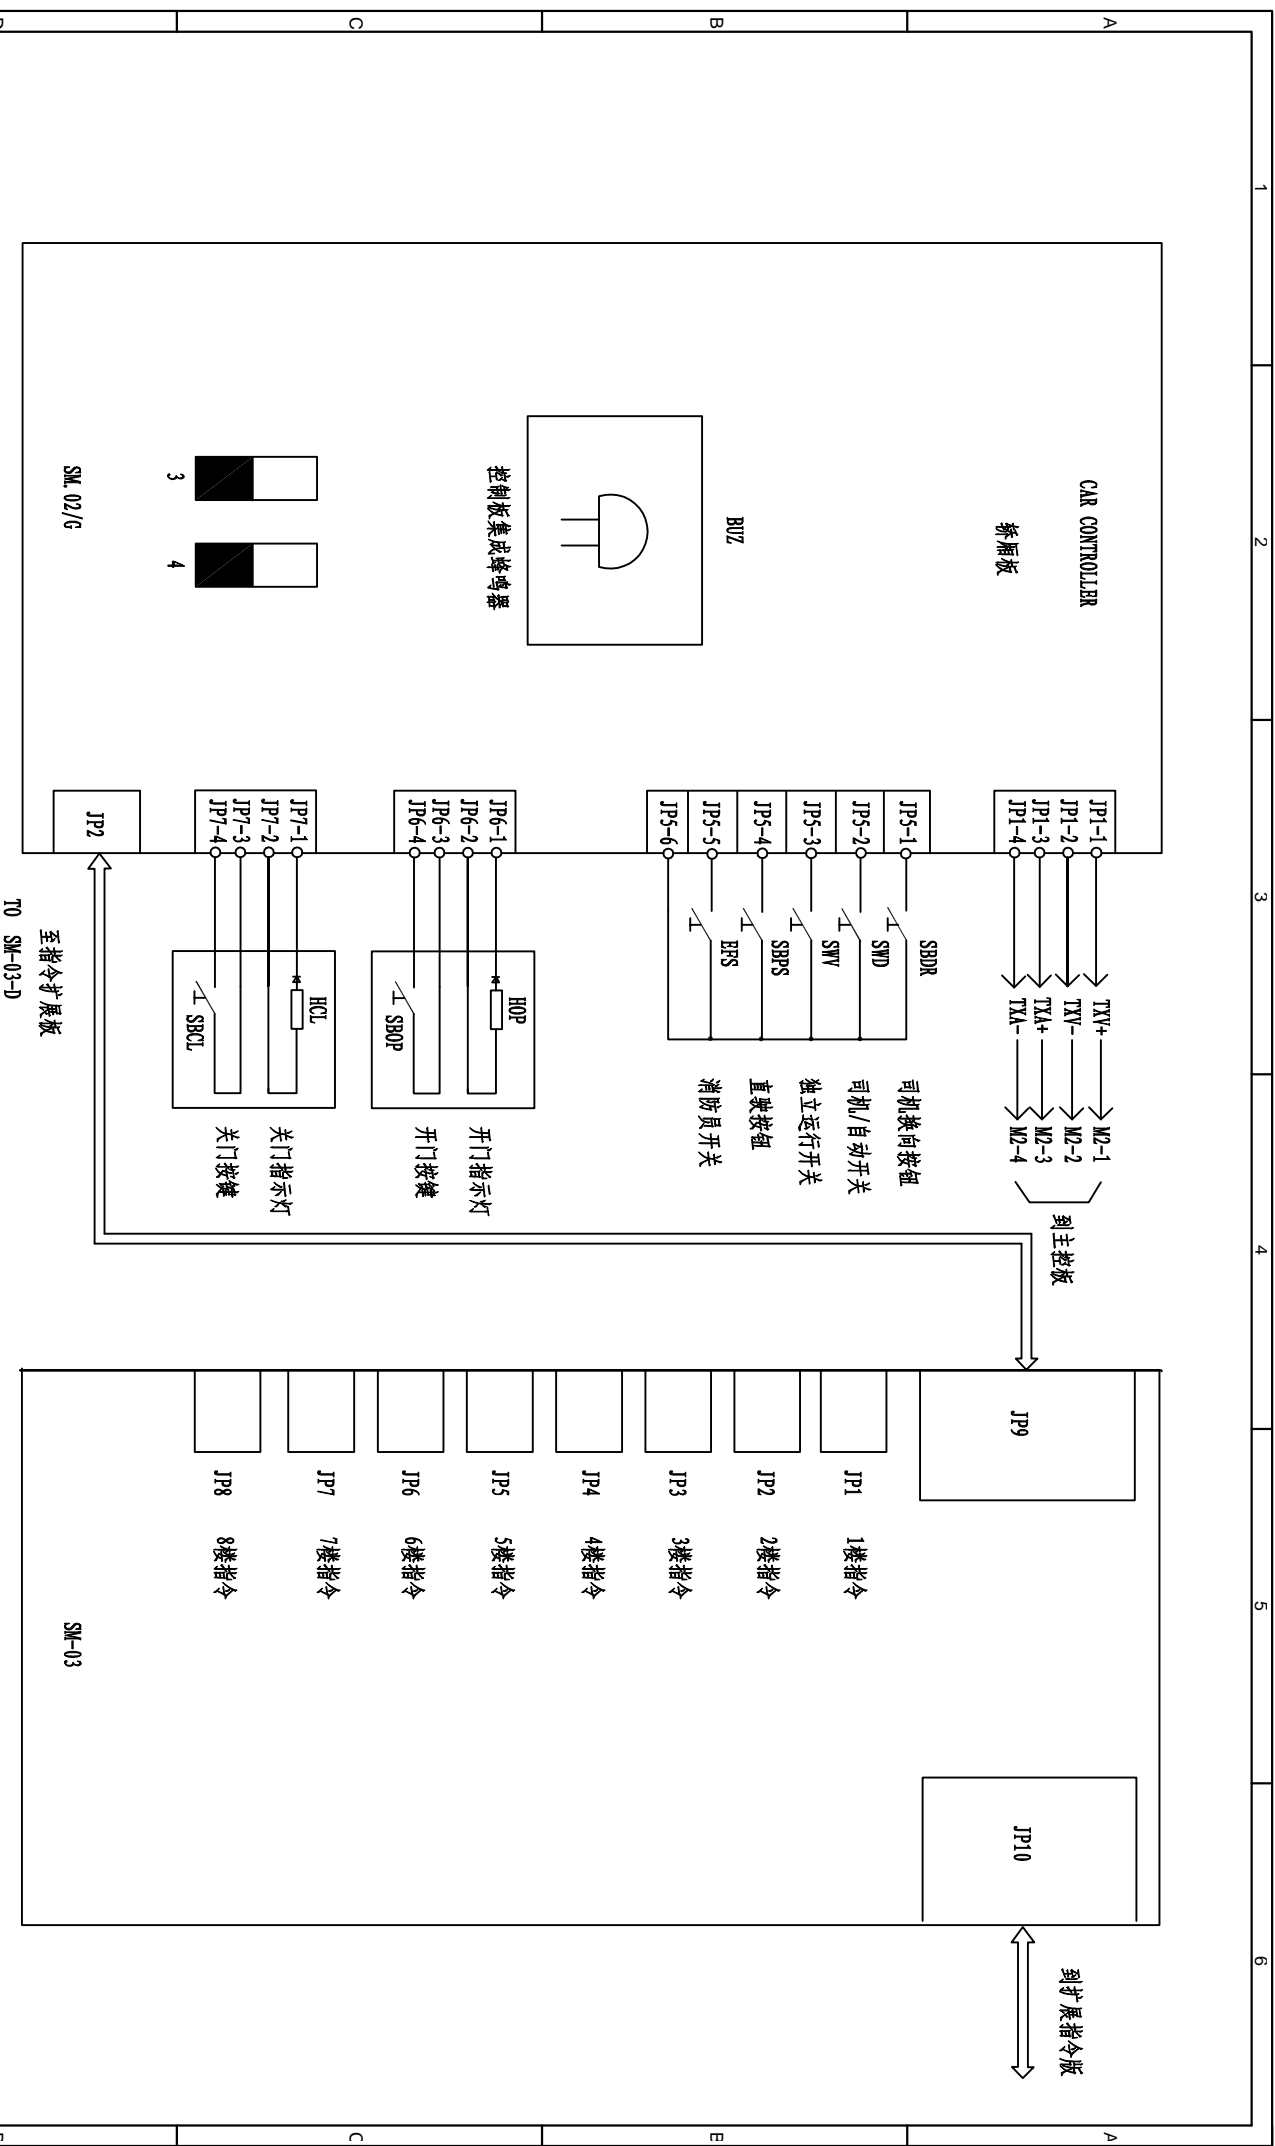 1
2
3
4
5
6
A
B
C
A
B
C
CAR CONTROLLER
轿厢板
BUZ
控制板集成蜂鸣器
3
4
SM.02/G
JP1-1
JP1-2
JP1-3
JP1-4
TXV+
TXV-
TXA+
TXA-
M2-1
M2-2
M2-3
M2-4
到主控板
JP5-1
JP5-2
JP5-3
JP5-4
JP5-5
JP5-6
SBDR
SWD
SWV
SBPS
EFS
司机换向按钮
司机/自动开关
独立运行开关
直驶按钮
消防员开关
JP6-1
JP6-2
JP6-3
JP6-4
HOP
SBOP
开门指示灯
开门按键
JP7-1
JP7-2
JP7-3
JP7-4
HCL
SBCL
关门指示灯
关门按键
JP2
至指令扩展板
TO SM-03-D
JP9
JP1 1楼指令
JP2 2楼指令
JP3 3楼指令
JP4 4楼指令
JP5 5楼指令
JP6 6楼指令
JP7 7楼指令
JP8 8楼指令
SM-03
JP10
到扩展指令版